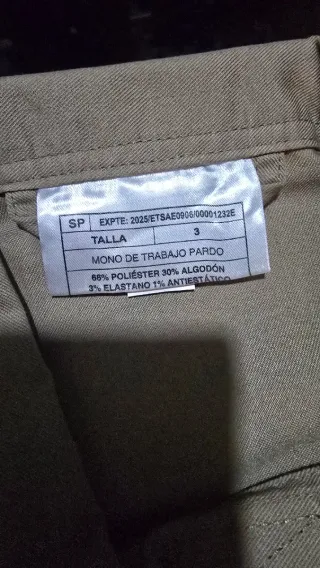 SP EXPTE: 2025/ETSAE0906/00001232E
TALLA 3
MONO DE TRABAJO PARDO
66% POLIÉSTER 30% ALGODÓN
3% ELASTANO 1% ANTIESTÁTICO